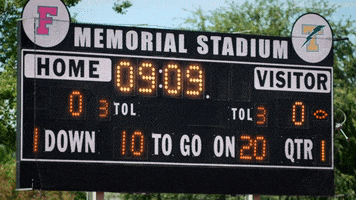 F T
MEMORIAL STADIUM
HOME 09:09 VISITOR
0 3 TOL TOL 3 0
1 DOWN 10 TO GO ON 20 QTR 1